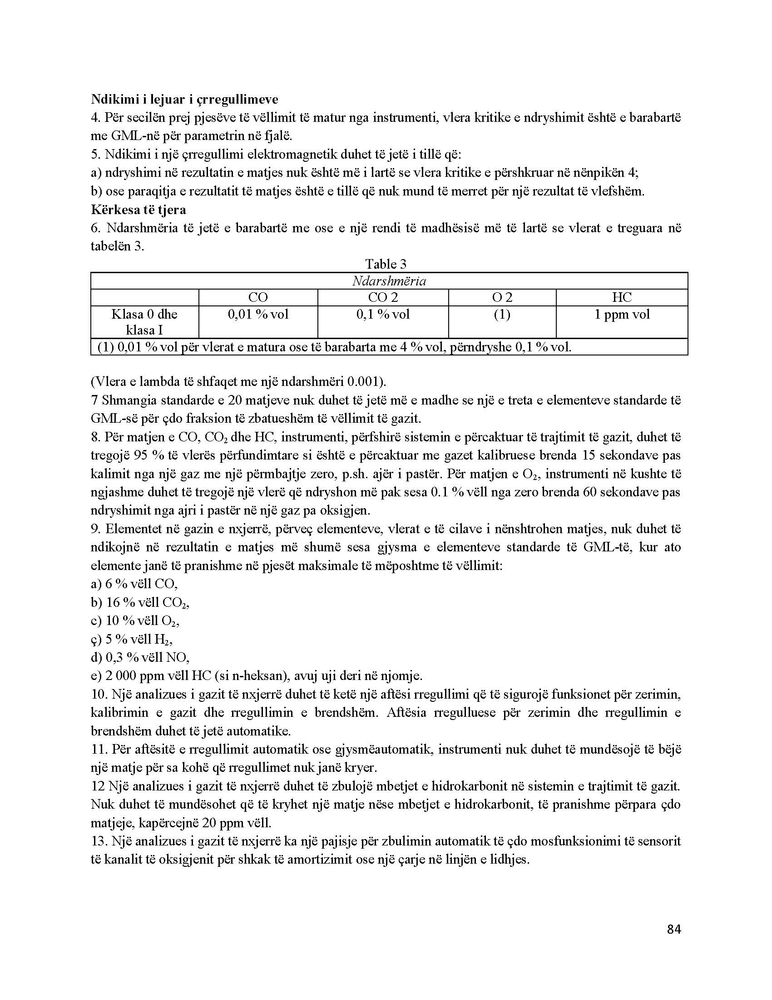 Ndikimi i lejuar i çrregullimeve
4. Për secilën prej pjesëve të vëllimit të matur nga instrumenti, vlera kritike e ndryshimit është e barabartë
me GML-në për parametrin në fjalë.
5. Ndikimi i një çrregullimi elektromagnetik duhet të jetë i tillë që:
a) ndryshimi në rezultatin e matjes nuk është më i lartë se vlera kritike e përshkruar në nënpikën 4;
b) ose paraqitja e rezultatit të matjes është e tillë që nuk mund të merret për një rezultat të vlefshëm.
Kërkesa të tjera
6. Ndarshmëria të jetë e barabartë me ose e një rendi të madhësisë më të lartë se vlerat e treguara në
tabelën 3.
Table 3
Ndarshmëria
CO CO 2 O 2 HC
Klasa 0 dhe 0,01 % vol 0,1 % vol (1) 1 ppm vol
klasa I
(1) 0,01 % vol për vlerat e matura ose të barabarta me 4 % vol, përndryshe 0,1 % vol.
(Vlera e lambda të shfaqet me një ndarshmëri 0.001).
7 Shmangia standarde e 20 matjeve nuk duhet të jetë më e madhe se një e treta e elementeve standarde të
GML-së për çdo fraksion të zbatueshëm të vëllimit të gazit.
8. Për matjen e CO, CO₂ dhe HC, instrumenti, përfshirë sistemin e përcaktuar të trajtimit të gazit, duhet të
tregojë 95 % të vlerës përfundimtare si është e përcaktuar me gazet kalibruese brenda 15 sekondave pas
kalimit nga një gaz me një përmbajtje zero, p.sh. ajër i pastër. Për matjen e O₂, instrumenti në kushte të
ngjashme duhet të tregojë një vlerë që ndryshon më pak sesa 0.1 % vëll nga zero brenda 60 sekondave pas
ndryshimit nga ajri i pastër në një gaz pa oksigjen.
9. Elementet në gazin e nxjerrë, përveç elementeve, vlerat e të cilave i nënshtrohen matjes, nuk duhet të
ndikojnë në rezultatin e matjes më shumë sesa gjysma e elementeve standarde të GML-të, kur ato
elemente janë të pranishme në pjesët maksimale të mëposhtme të vëllimit:
a) 6 % vëll CO,
b) 16 % vëll CO₂,
c) 10 % vëll O₂,
ç) 5 % vëll H₂,
d) 0,3 % vëll NO,
e) 2 000 ppm vëll HC (si n-heksan), avuj uji deri në njomje.
10. Një analizues i gazit të nxjerrë duhet të ketë një aftësi rregullimi që të sigurojë funksionet për zerimin,
kalibrimin e gazit dhe rregullimin e brendshëm. Aftësia rregulluese për zerimin dhe rregullimin e
brendshëm duhet të jetë automatike.
11. Për aftësitë e rregullimit automatik ose gjysmëautomatik, instrumenti nuk duhet të mundësojë të bëjë
një matje për sa kohë që rregullimet nuk janë kryer.
12 Një analizues i gazit të nxjerrë duhet të zbulojë mbetjet e hidrokarbonit në sistemin e trajtimit të gazit.
Nuk duhet të mundësohet që të kryhet një matje nëse mbetjet e hidrokarbonit, të pranishme përpara çdo
matjeje, kapërcejnë 20 ppm vëll.
13. Një analizues i gazit të nxjerrë ka një pajisje për zbulimin automatik të çdo mosfunksionimi të sensorit
të kanalit të oksigjenit për shkak të amortizimit ose një çarje në linjën e lidhjes.
84